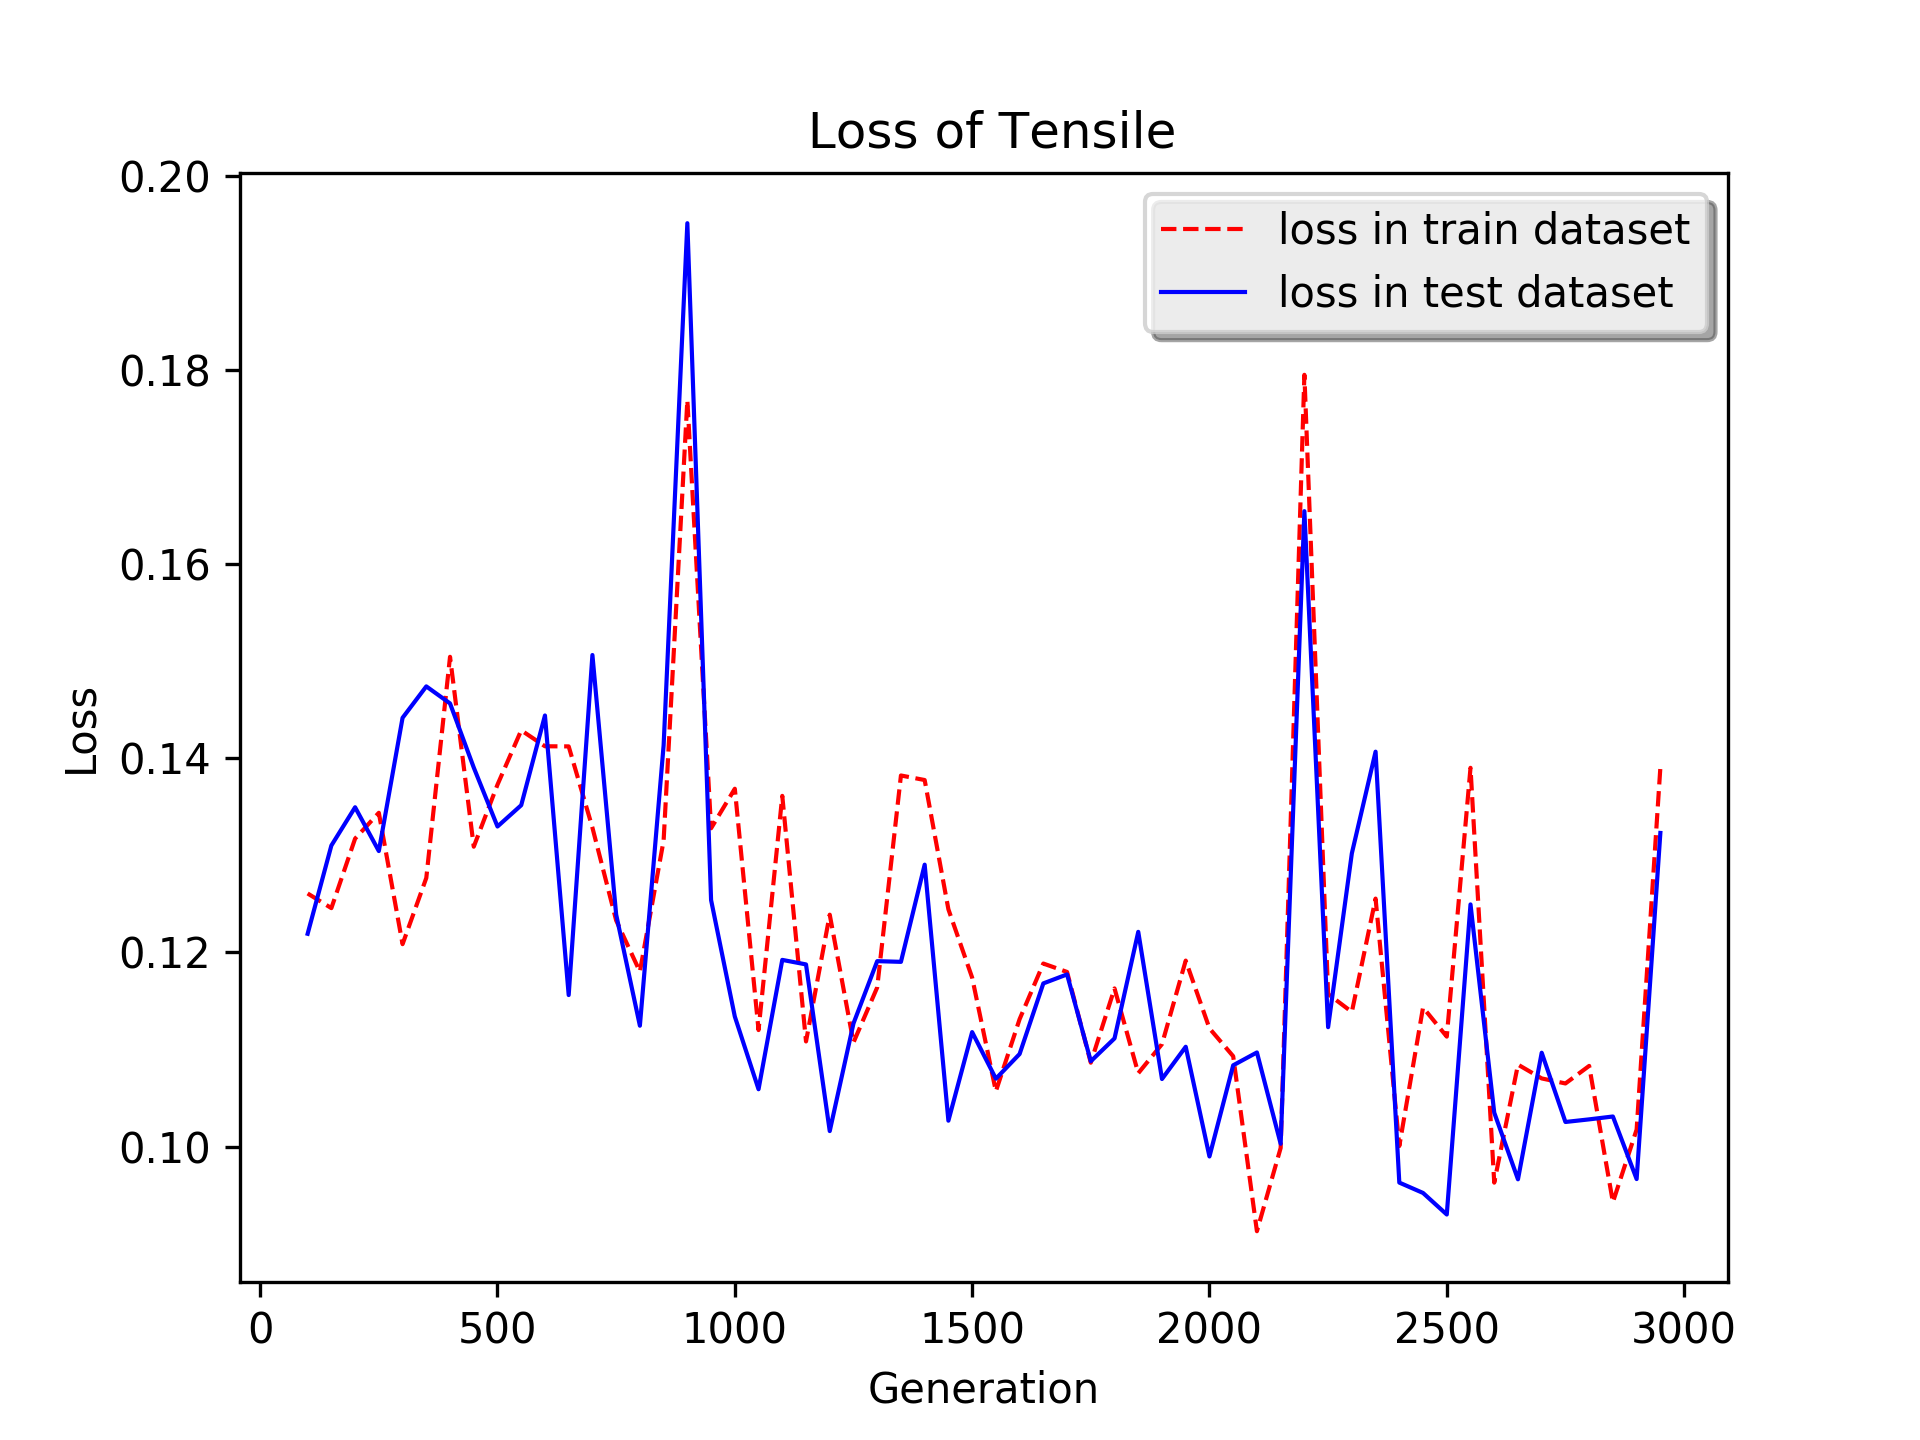 Loss of Tensile
loss in train dataset
loss in test dataset
Loss
0.20
0.18
0.16
0.14
0.12
0.10
0 500 1000 1500 2000 2500 3000
Generation